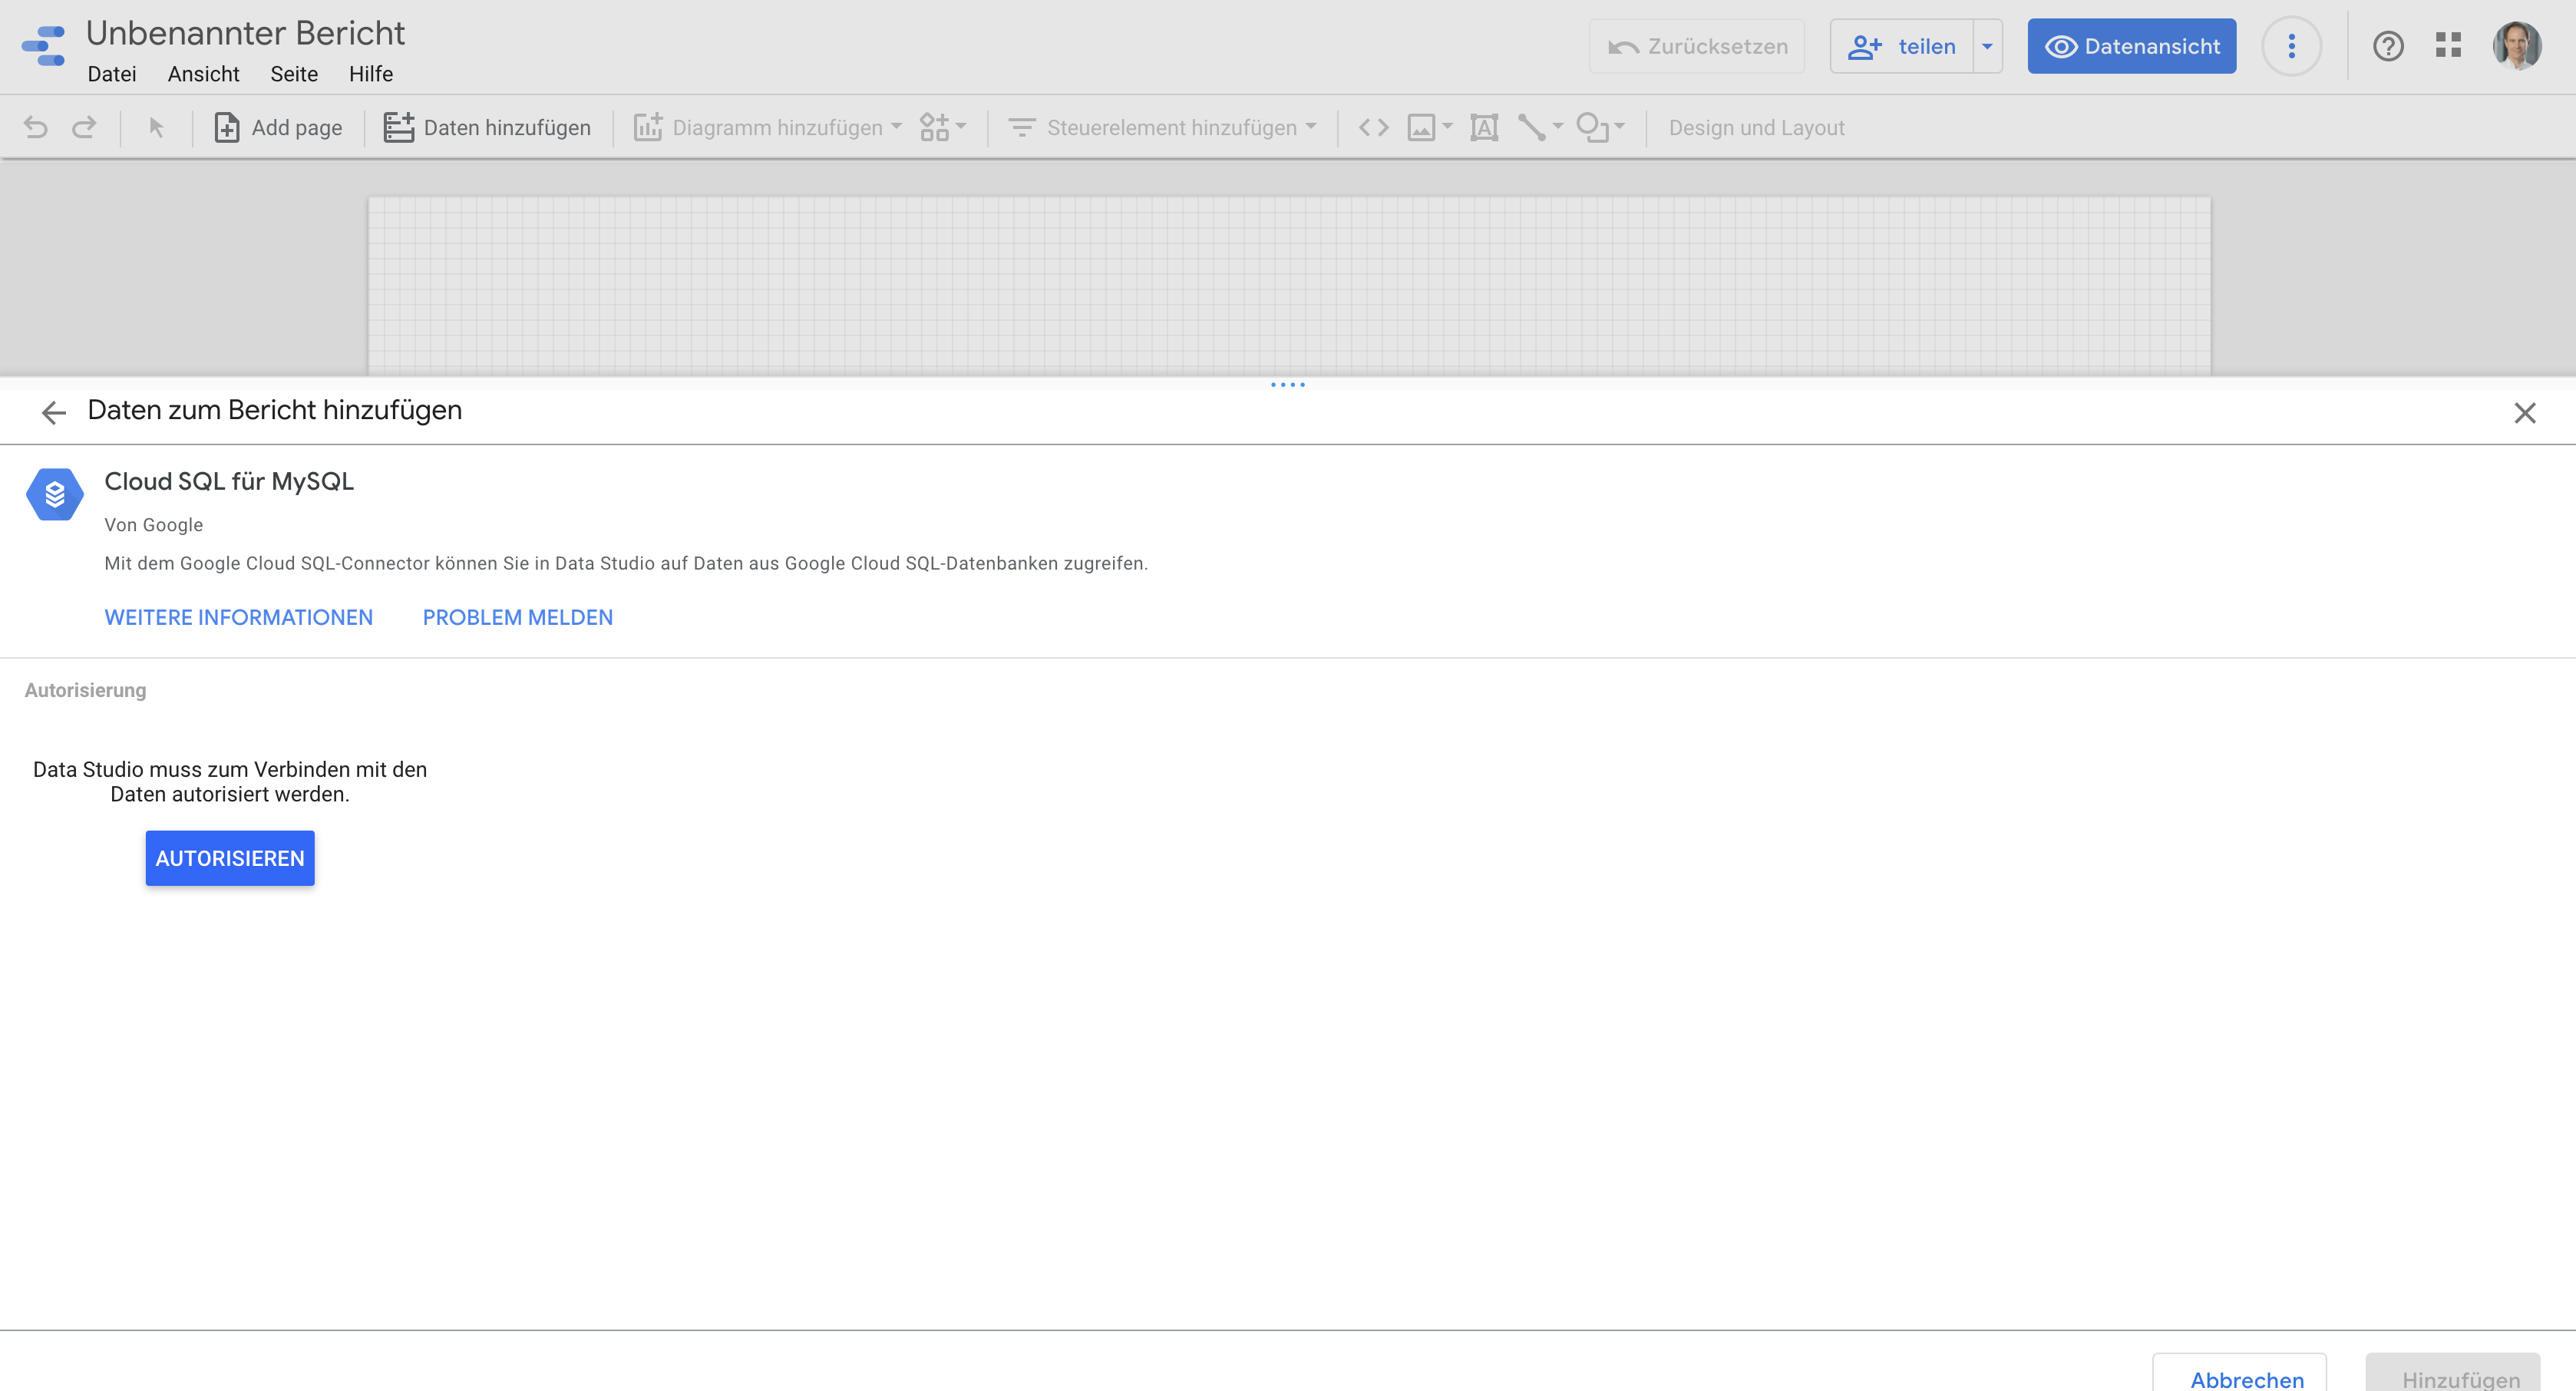 Unbenannter Bericht
Datei Ansicht Seite Hilfe
Zurücksetzen teilen Datenansicht
Add page Daten hinzufügen Diagramm hinzufügen Steuerelement hinzufügen Design und Layout
Daten zum Bericht hinzufügen
Cloud SQL für MySQL
Von Google
Mit dem Google Cloud SQL-Connector können Sie in Data Studio auf Daten aus Google Cloud SQL-Datenbanken zugreifen.
WEITERE INFORMATIONEN PROBLEM MELDEN
Autorisierung
Data Studio muss zum Verbinden mit den
Daten autorisiert werden.
AUTORISIEREN
Abbrechen Hinzufügen